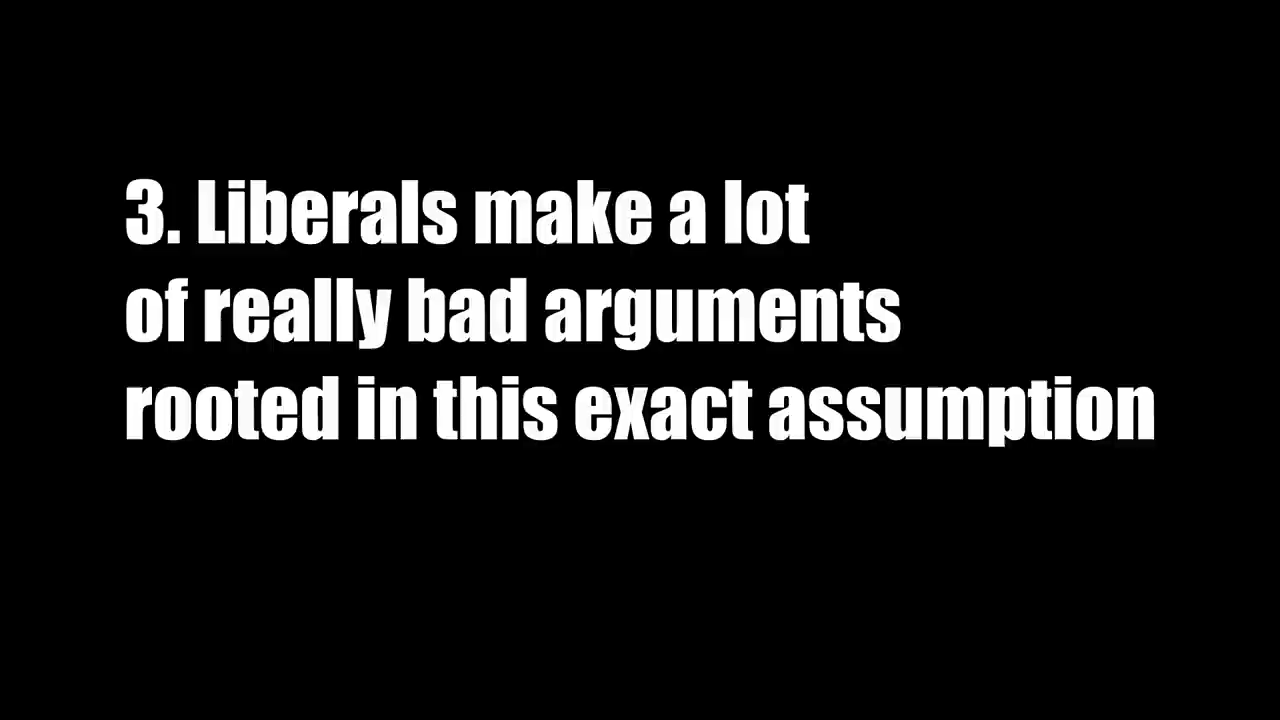 3. Liberals make a lot
of really bad arguments
rooted in this exact assumption